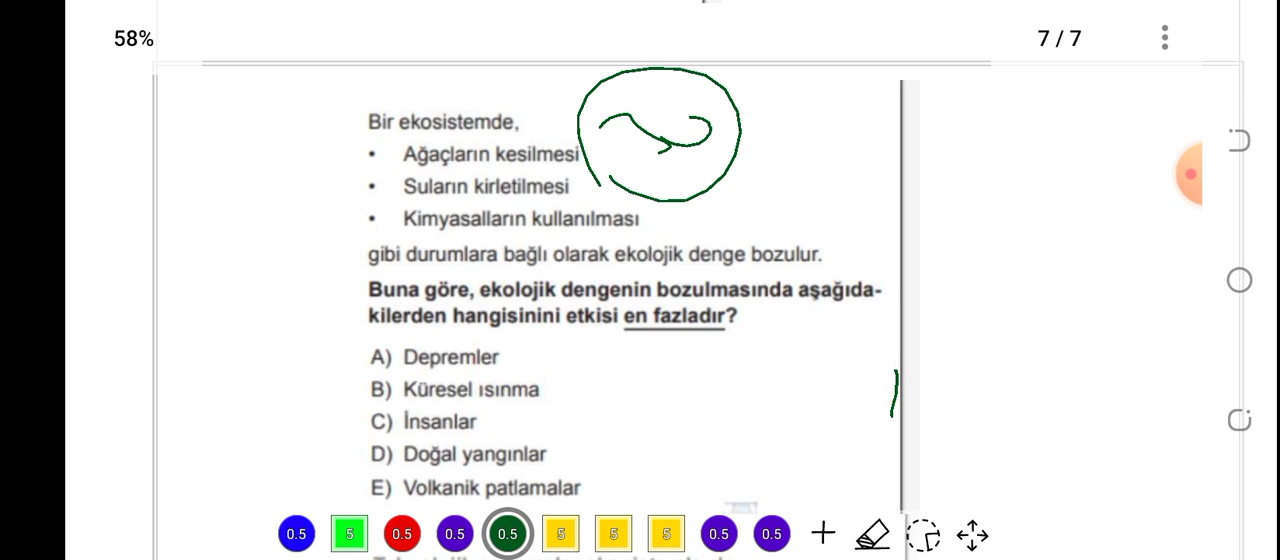 58%
7 / 7
Bir ekosistemde,
• Ağaçların kesilmesi
• Suların kirletilmesi
• Kimyasalların kullanılması
gibi durumlara bağlı olarak ekolojik denge bozulur.
Buna göre, ekolojik dengenin bozulmasında aşağıda-
kilerden hangisinini etkisi en fazladır?
A) Depremler
B) Küresel ısınma
C) İnsanlar
D) Doğal yangınlar
E) Volkanik patlamalar
0.5 5 0.5 0.5 0.5 5 5 5 0.5 0.5